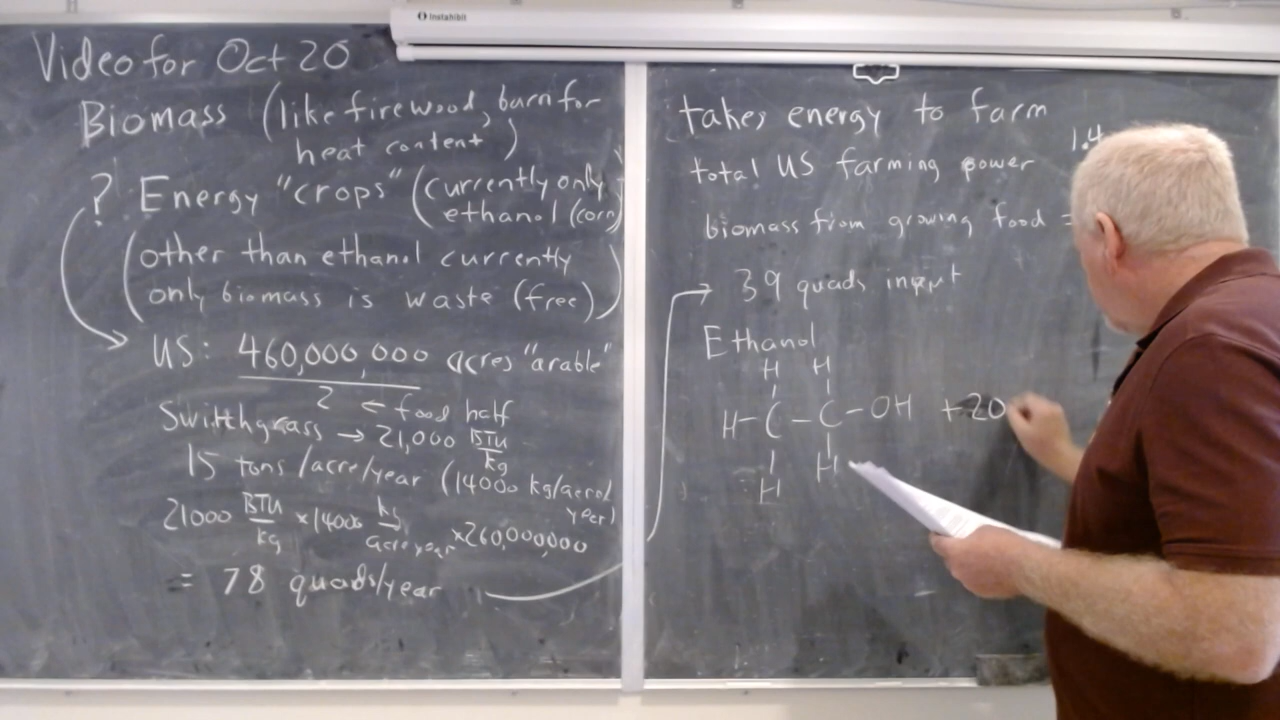 Instahibit
Video for Oct 20
Biomass (like firewood, burn for
heat content)
? Energy "crops" (currently only
ethanol (corn)
(other than ethanol currently
only biomass is waste (free))
US: 460,000,000 acres "arable"
2 ← food half
Switchgrass → 21,000 BTU
kg
15 tons/acre/year (14000 kg/acre/
year)
21000 BTU/kg ×14000 kg/acre year ×260,000,000
= 78 quads/year
takes energy to farm
1.4
total US farming power
biomass from growing food =
→ 39 quads input
Ethanol
H H
H-C-C-OH + 20
H H